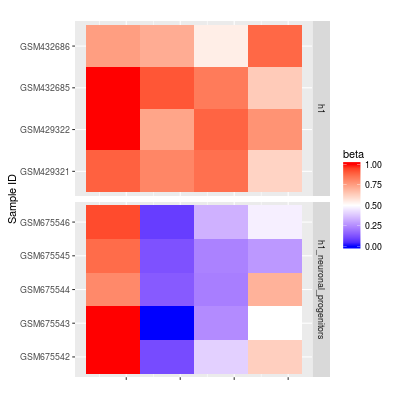 GSM432686
GSM432685
GSM429322
GSM429321
h1
GSM675546
GSM675545
GSM675544
GSM675543
GSM675542
h1_neuronal_progenitors
Sample ID
beta
1.00
0.75
0.50
0.25
0.00